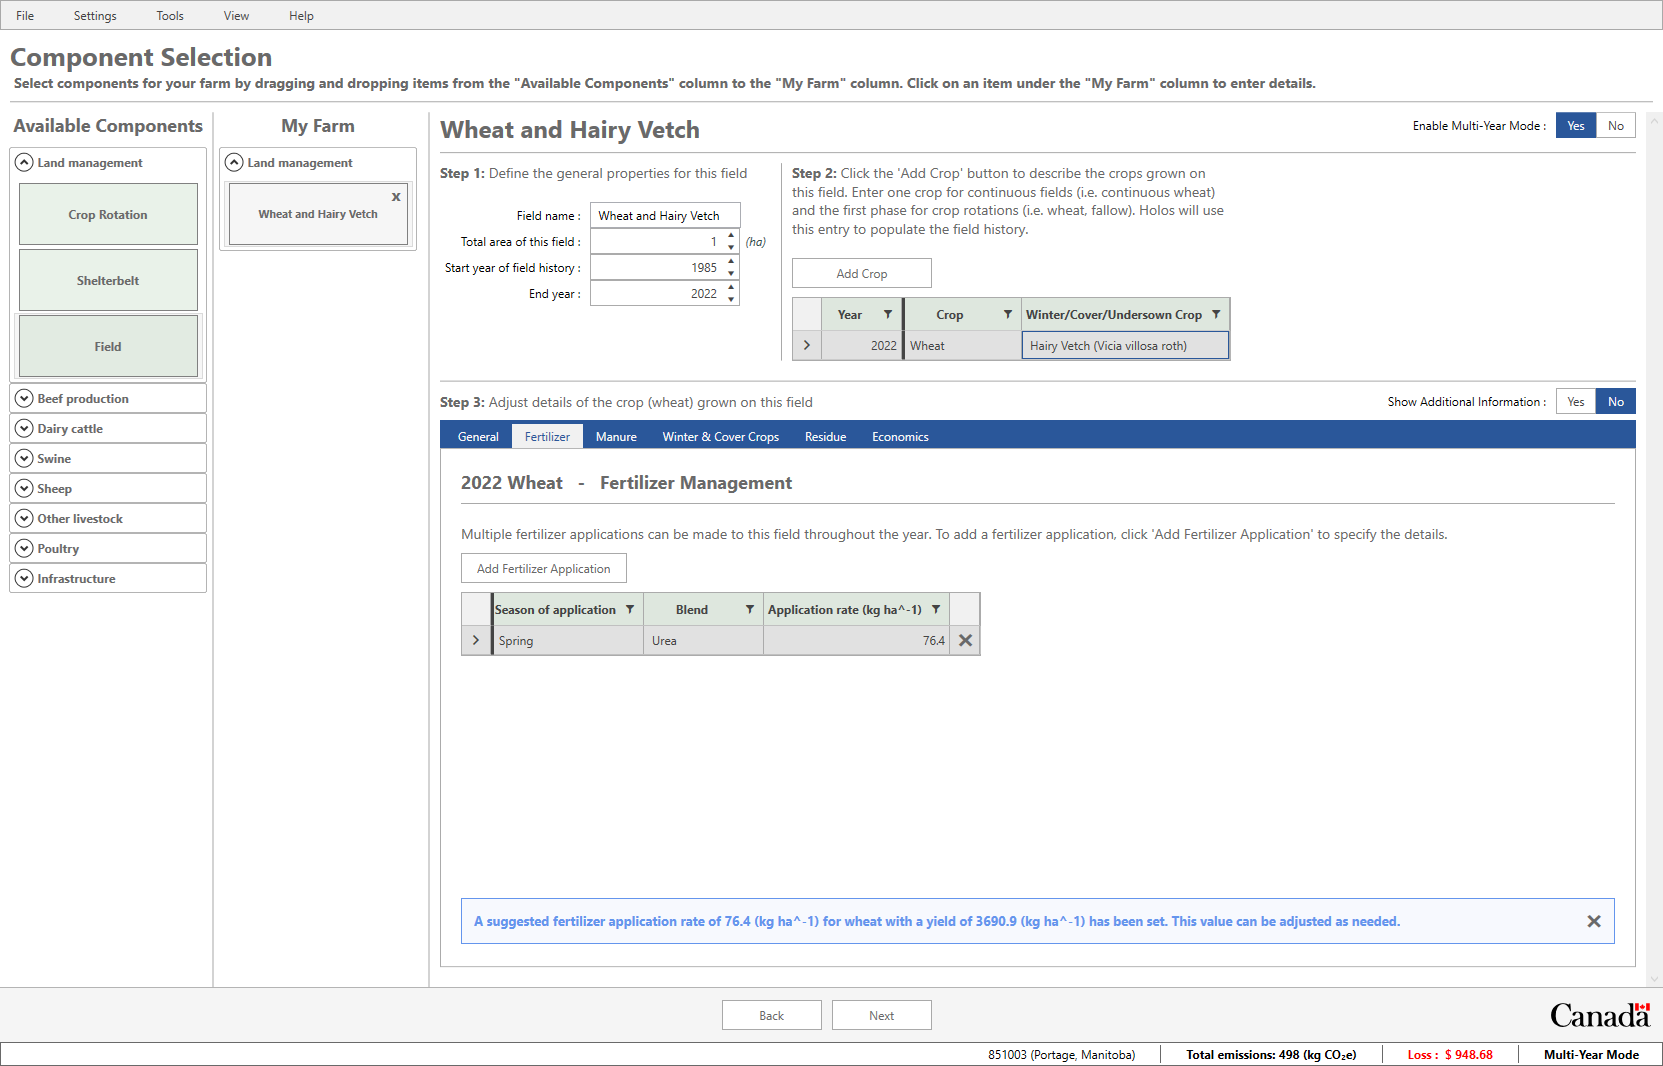 File Settings Tools View Help
Component Selection
Select components for your farm by dragging and dropping items from the "Available Components" column to the "My Farm" column. Click on an item under the "My Farm" column to enter details.
Available Components
Land management
Crop Rotation
Shelterbelt
Field
Beef production
Dairy cattle
Swine
Sheep
Other livestock
Poultry
Infrastructure
My Farm
Land management
x
Wheat and Hairy Vetch
Wheat and Hairy Vetch
Enable Multi-Year Mode : Yes No
Step 1: Define the general properties for this field
Field name : Wheat and Hairy Vetch
Total area of this field : 1 (ha)
Start year of field history : 1985
End year : 2022
Step 2: Click the 'Add Crop' button to describe the crops grown on
this field. Enter one crop for continuous fields (i.e. continuous wheat)
and the first phase for crop rotations (i.e. wheat, fallow). Holos will use
this entry to populate the field history.
Add Crop
Year Crop Winter/Cover/Undersown Crop
2022 Wheat Hairy Vetch (Vicia villosa roth)
Step 3: Adjust details of the crop (wheat) grown on this field
Show Additional Information : Yes No
General Fertilizer Manure Winter & Cover Crops Residue Economics
2022 Wheat - Fertilizer Management
Multiple fertilizer applications can be made to this field throughout the year. To add a fertilizer application, click 'Add Fertilizer Application' to specify the details.
Add Fertilizer Application
Season of application Blend Application rate (kg ha^-1)
Spring Urea 76.4
A suggested fertilizer application rate of 76.4 (kg ha^-1) for wheat with a yield of 3690.9 (kg ha^-1) has been set. This value can be adjusted as needed.
Back Next
Canada
851003 (Portage, Manitoba) Total emissions: 498 (kg CO₂e) Loss : $ 948.68 Multi-Year Mode